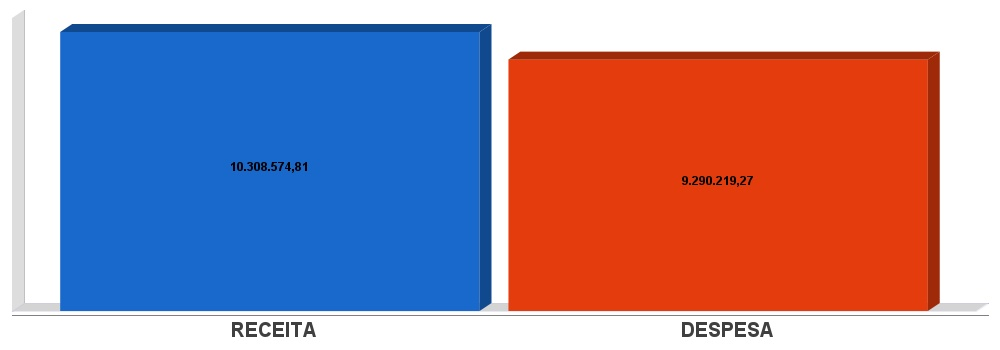 10.308.574,81
9.290.219,27
RECEITA
DESPESA